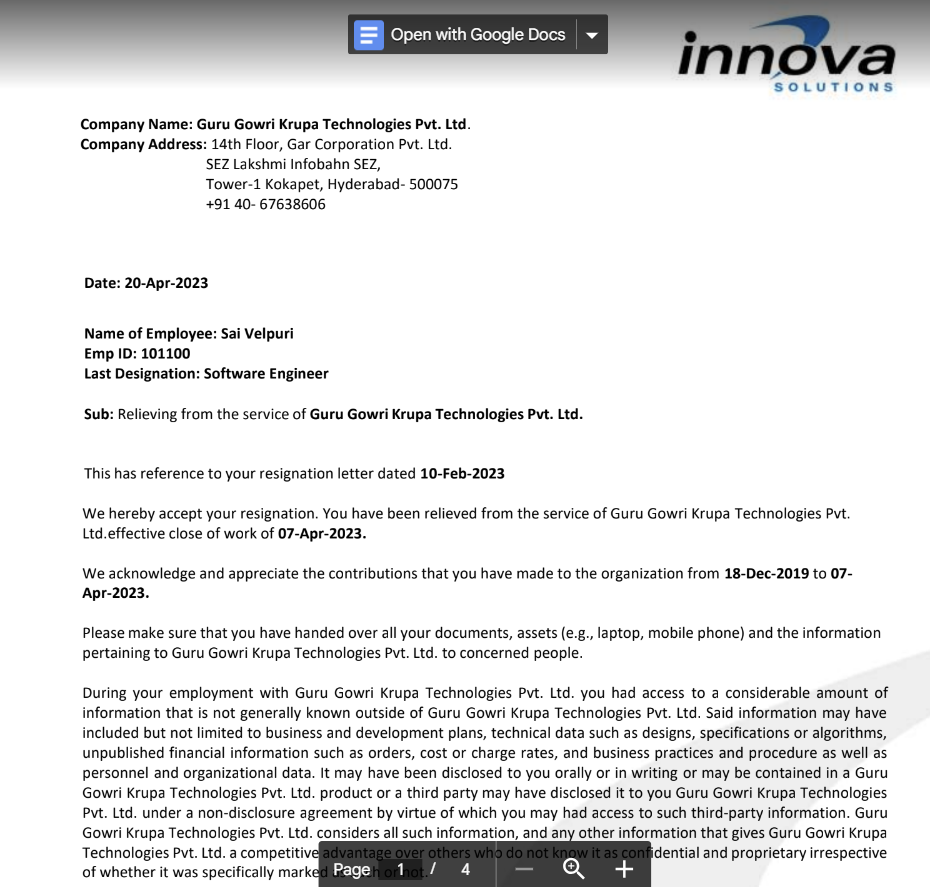 Open with Google Docs
innova
SOLUTIONS
Company Name: Guru Gowri Krupa Technologies Pvt. Ltd.
Company Address: 14th Floor, Gar Corporation Pvt. Ltd.
SEZ Lakshmi Infobahn SEZ,
Tower-1 Kokapet, Hyderabad- 500075
+91 40- 67638606
Date: 20-Apr-2023
Name of Employee: Sai Velpuri
Emp ID: 101100
Last Designation: Software Engineer
Sub: Relieving from the service of Guru Gowri Krupa Technologies Pvt. Ltd.
This has reference to your resignation letter dated 10-Feb-2023
We hereby accept your resignation. You have been relieved from the service of Guru Gowri Krupa Technologies Pvt.
Ltd.effective close of work of 07-Apr-2023.
We acknowledge and appreciate the contributions that you have made to the organization from 18-Dec-2019 to 07-
Apr-2023.
Please make sure that you have handed over all your documents, assets (e.g., laptop, mobile phone) and the information
pertaining to Guru Gowri Krupa Technologies Pvt. Ltd. to concerned people.
During your employment with Guru Gowri Krupa Technologies Pvt. Ltd. you had access to a considerable amount of
information that is not generally known outside of Guru Gowri Krupa Technologies Pvt. Ltd. Said information may have
included but not limited to business and development plans, technical data such as designs, specifications or algorithms,
unpublished financial information such as orders, cost or charge rates, and business practices and procedure as well as
personnel and organizational data. It may have been disclosed to you orally or in writing or may be contained in a Guru
Gowri Krupa Technologies Pvt. Ltd. product or a third party may have disclosed it to you Guru Gowri Krupa Technologies
Pvt. Ltd. under a non-disclosure agreement by virtue of which you may had access to such third-party information. Guru
Gowri Krupa Technologies Pvt. Ltd. considers all such information, and any other information that gives Guru Gowri Krupa
Technologies Pvt. Ltd. a competitive advantage over others who do not know it as confidential and proprietary irrespective
of whether it was specifically marked or not.
Page 1 / 4